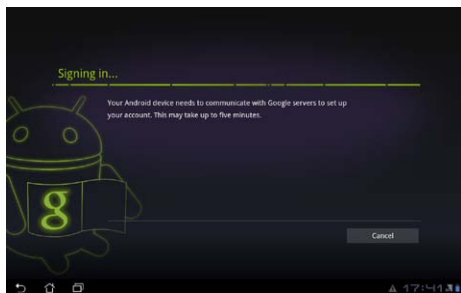 Signing in...
Your Android device needs to communicate with Google servers to set up
your account. This may take up to five minutes.
g
Cancel
17:41